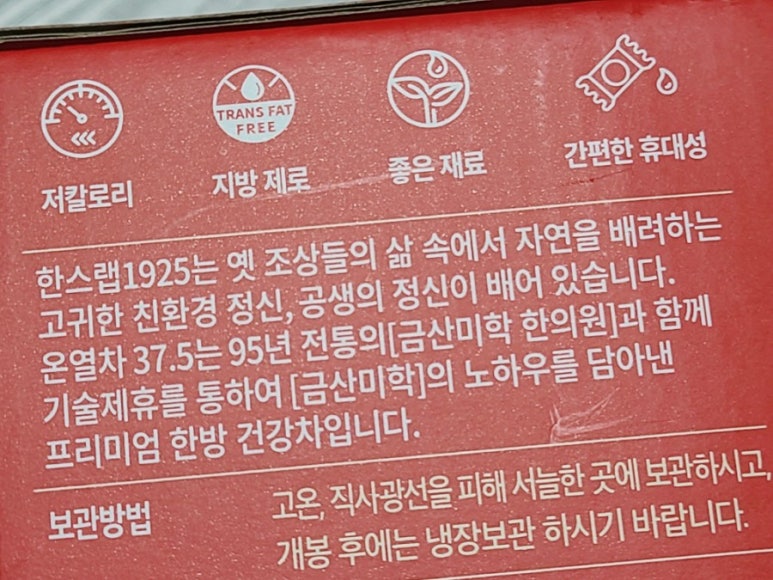 TRANS FAT
FREE
저칼로리
지방 제로
좋은 재료
간편한 휴대성
한스랩1925는 옛 조상들의 삶 속에서 자연을 배려하는
고귀한 친환경 정신, 공생의 정신이 배어 있습니다.
온열차 37.5는 95년 전통의[금산미학 한의원]과 함께
기술제휴를 통하여 [금산미학]의 노하우를 담아낸
프리미엄 한방 건강차입니다.
보관방법
고온, 직사광선을 피해 서늘한 곳에 보관하시고,
개봉 후에는 냉장보관 하시기 바랍니다.